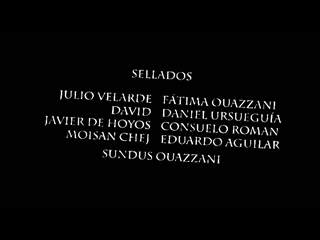 SELLADOS
JULIO VELARDE FÁTIMA OUAZZANI
DAVID DANIEL URSUEGUÍA
JAVIER DE HOYOS CONSUELO ROMAN
MOISAN CHEJ EDUARDO AGUILAR
SUNDUS OUAZZANI